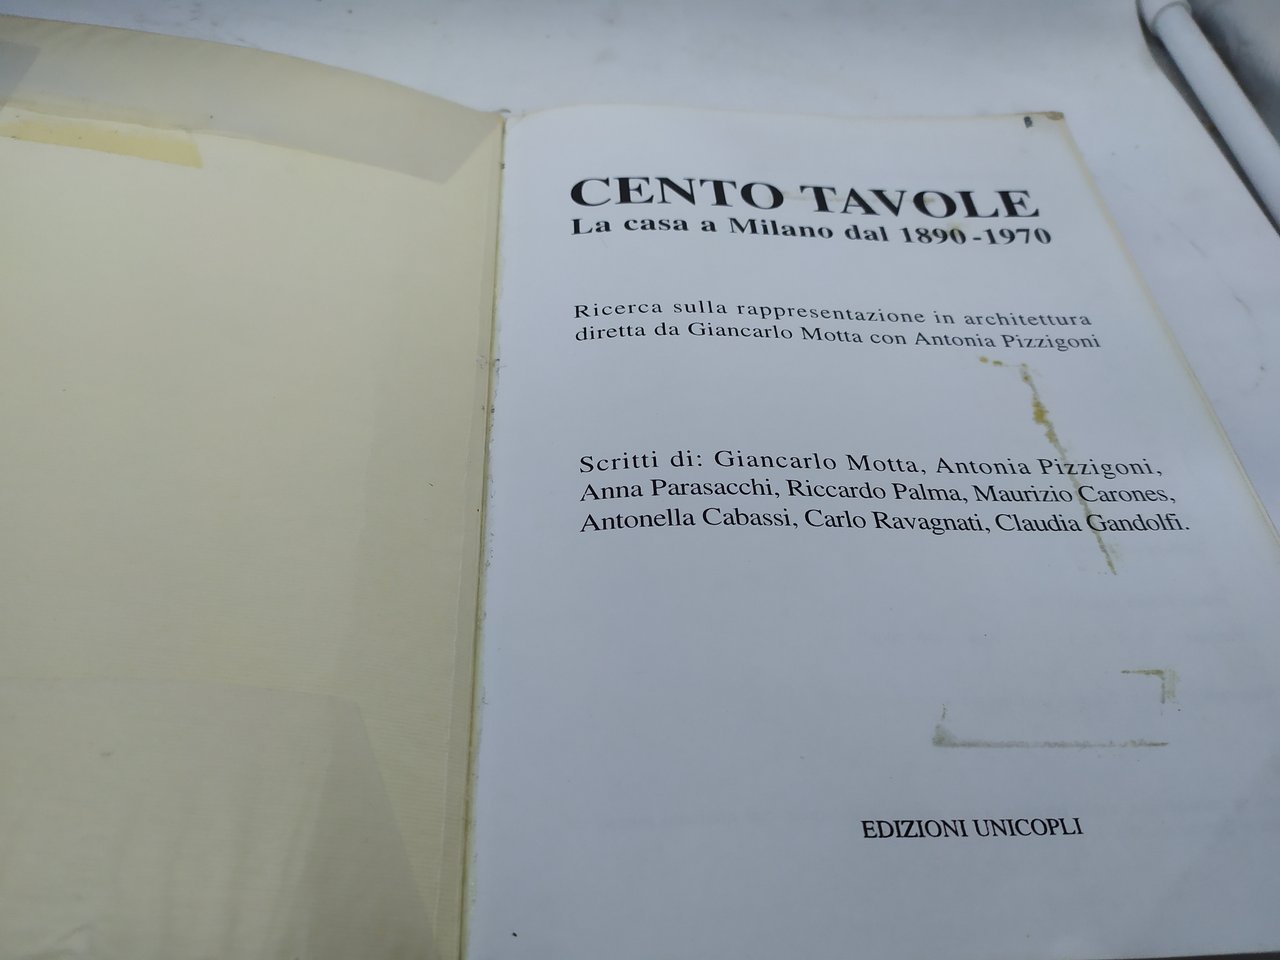 CENTO TAVOLE
La casa a Milano dal 1890-1970
Ricerca sulla rappresentazione in architettura
diretta da Giancarlo Motta con Antonia Pizzigoni
Scritti di: Giancarlo Motta, Antonia Pizzigoni,
Anna Parasacchi, Riccardo Palma, Maurizio Carones,
Antonella Cabassi, Carlo Ravagnati, Claudia Gandolfi.
EDIZIONI UNICOPLI